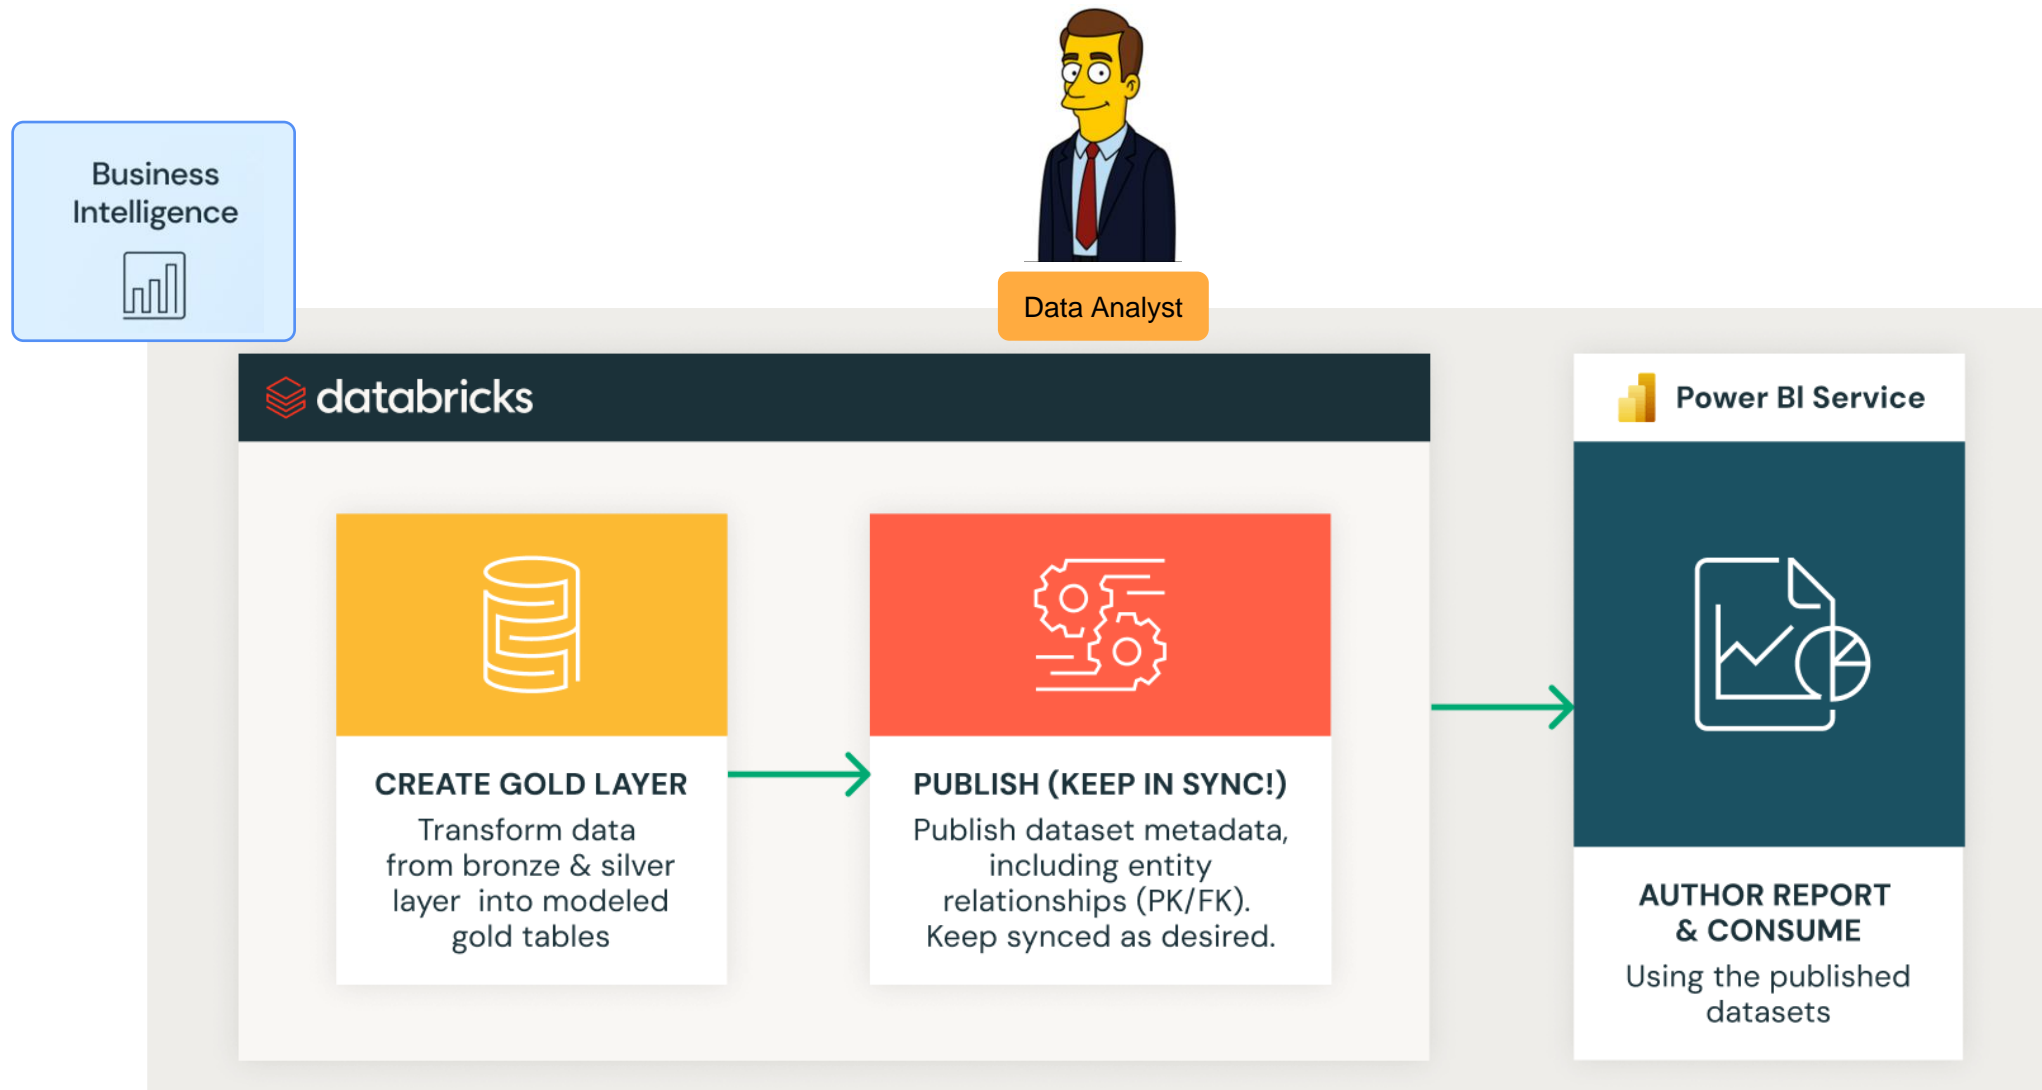 Business
Intelligence
Data Analyst
databricks
Power BI Service
CREATE GOLD LAYER
Transform data
from bronze & silver
layer into modeled
gold tables
PUBLISH (KEEP IN SYNC!)
Publish dataset metadata,
including entity
relationships (PK/FK).
Keep synced as desired.
AUTHOR REPORT
& CONSUME
Using the published
datasets